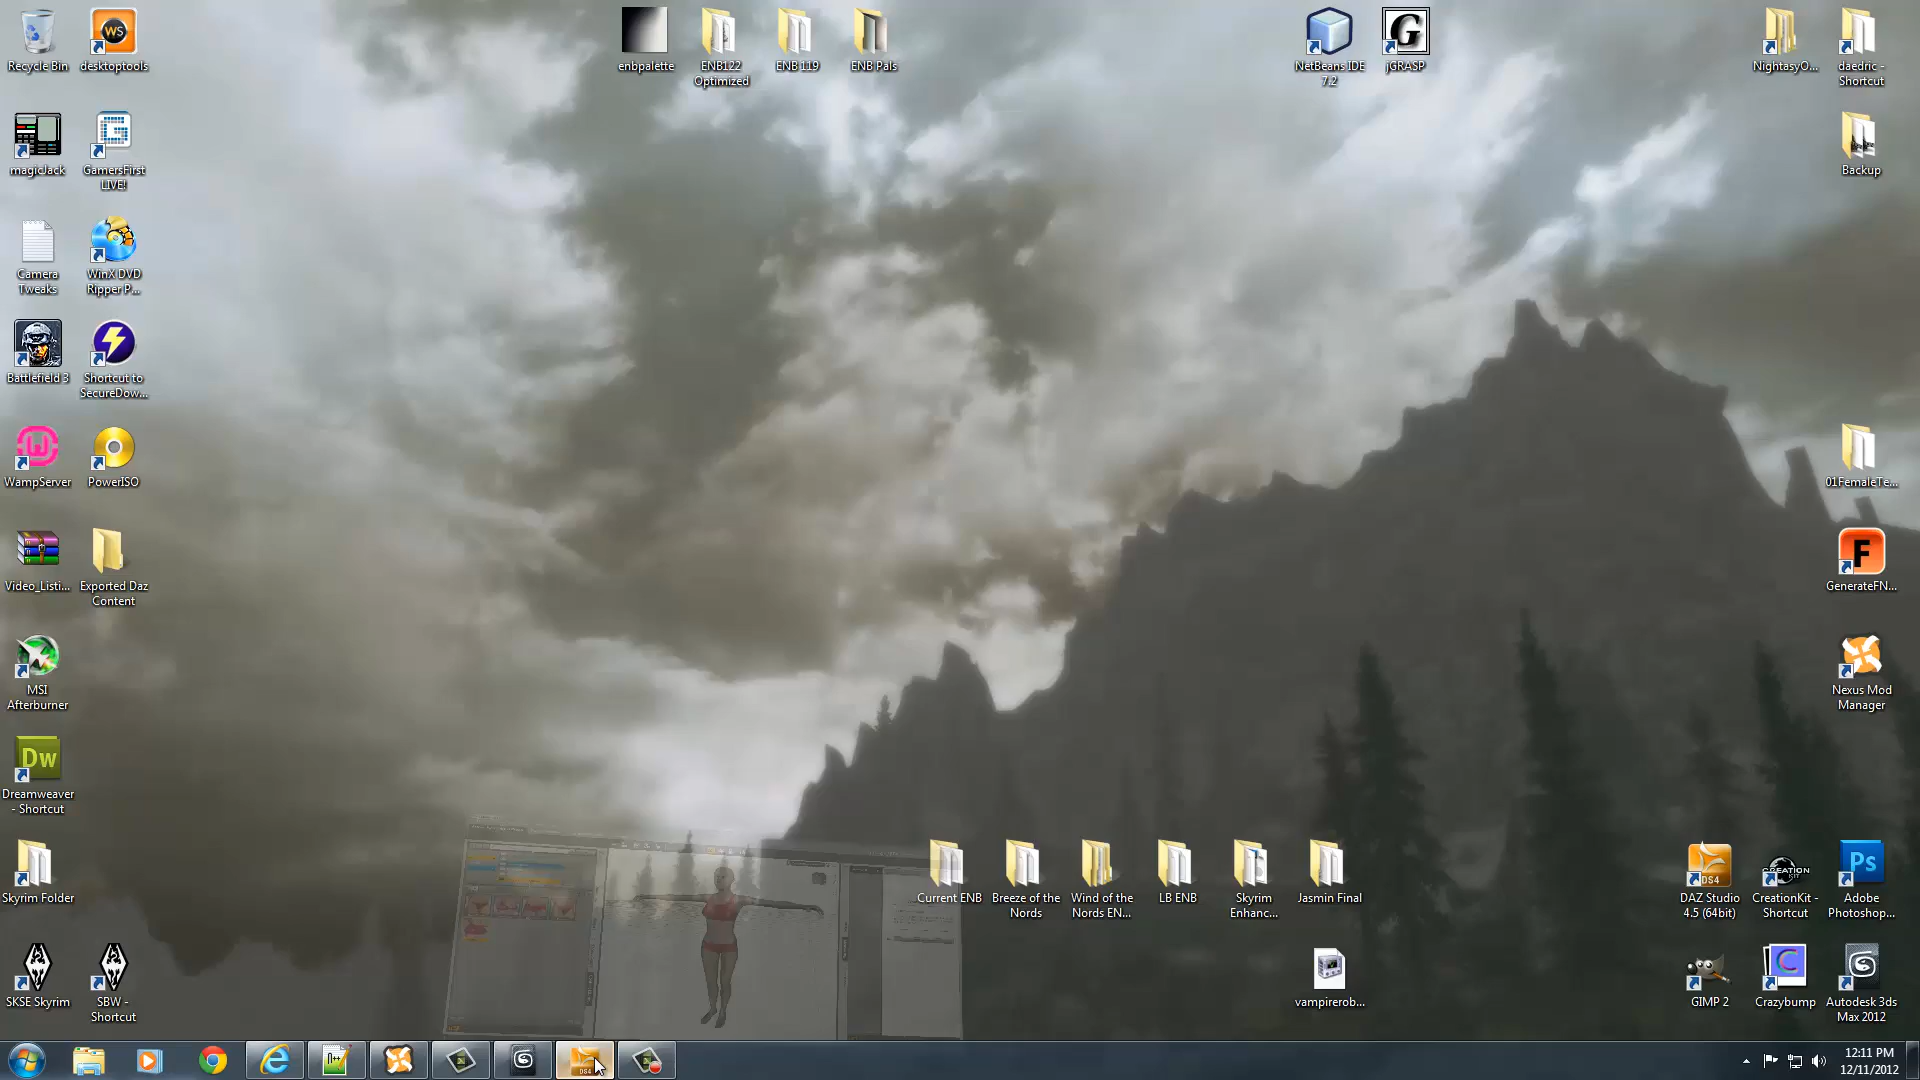 Recycle Bin
desktoptools
enbpalette
ENB122 Optimized
ENB 119
ENB Pals
NetBeans IDE 7.2
jGRASP
NightasyO...
daedric - Shortcut
magicJack
GamersFirst LIVE!
Backup
Camera Tweaks
WinX DVD Ripper P...
Battlefield 3
Shortcut to SecureDow...
WampServer
PowerISO
01FemaleTe...
Video_Listi...
Exported Daz Content
GenerateFN...
MSI Afterburner
Nexus Mod Manager
Dw
Dreamweaver - Shortcut
Skyrim Folder
Current ENB
Breeze of the Nords
Wind of the Nords EN...
LB ENB
Skyrim Enhanc...
Jasmin Final
DAZ Studio 4.5 (64bit)
CreationKit - Shortcut
Ps
Adobe Photoshop...
SKSE Skyrim
SBW - Shortcut
vampirerob...
GIMP 2
Crazybump
Autodesk 3ds Max 2012
12:11 PM
12/11/2012